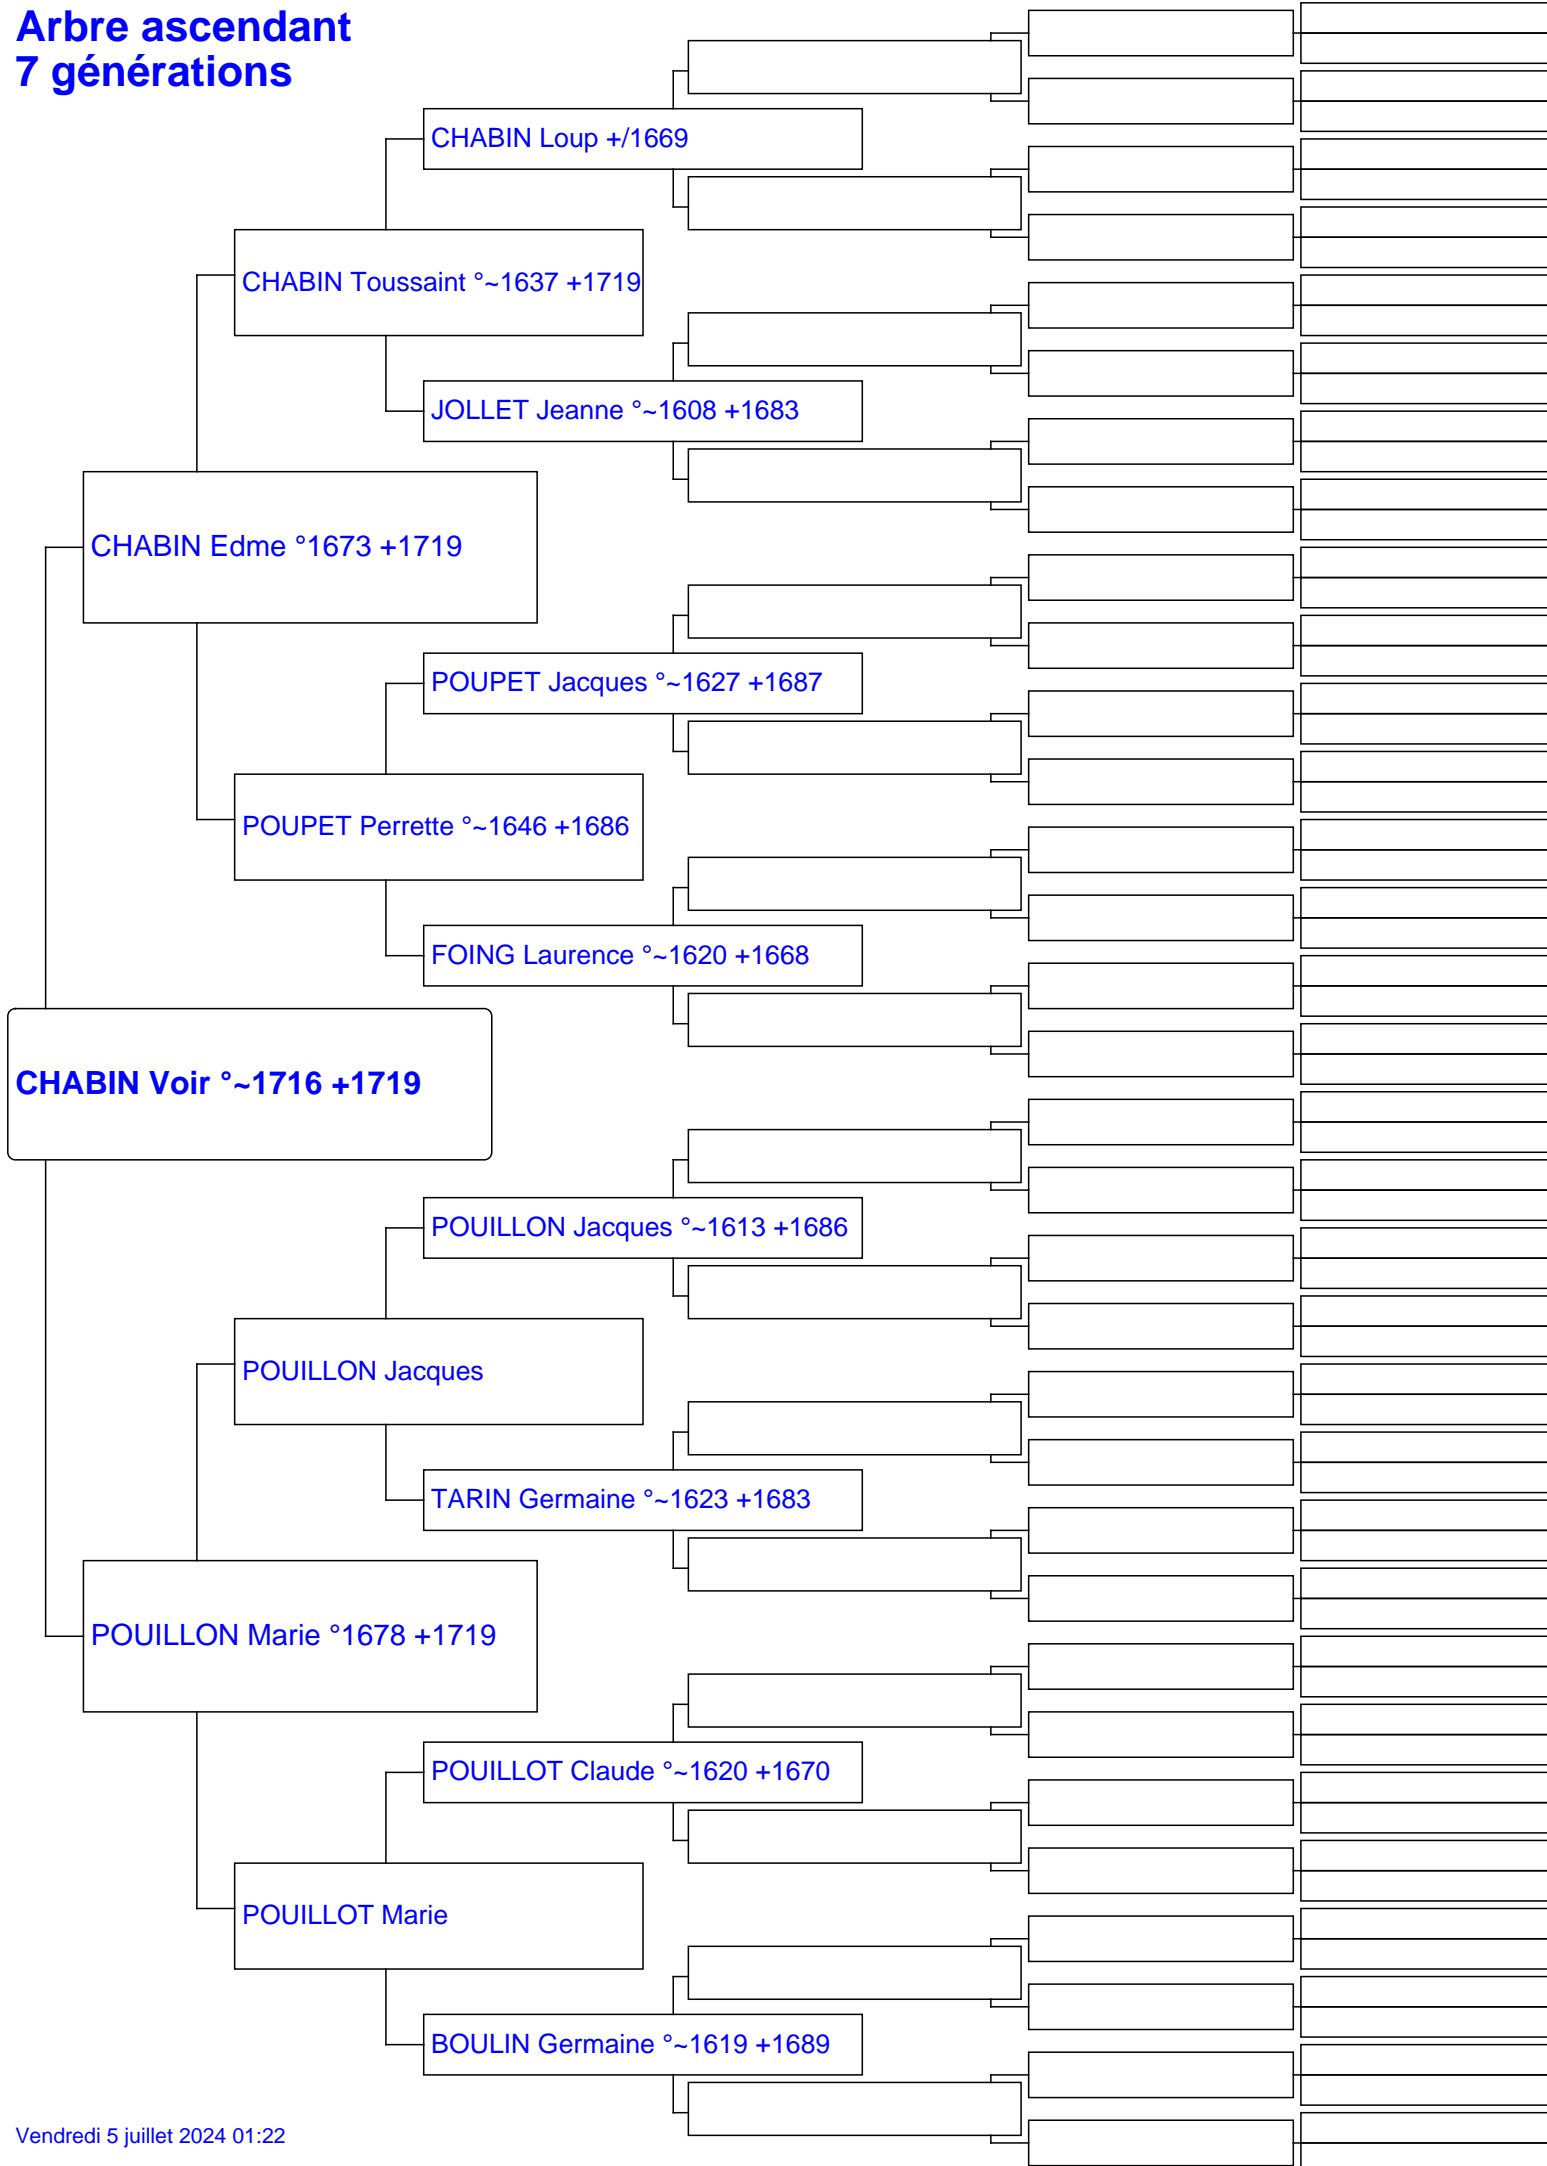 Arbre ascendant
7 générations
CHABIN Loup +/1669
CHABIN Toussaint °~1637 +1719
JOLLET Jeanne °~1608 +1683
CHABIN Edme °1673 +1719
POUPET Jacques °~1627 +1687
POUPET Perrette °~1646 +1686
FOING Laurence °~1620 +1668
CHABIN Voir °~1716 +1719
POUILLON Jacques °~1613 +1686
POUILLON Jacques
TARIN Germaine °~1623 +1683
POUILLON Marie °1678 +1719
POUILLOT Claude °~1620 +1670
POUILLOT Marie
BOULIN Germaine °~1619 +1689
Vendredi 5 juillet 2024 01:22